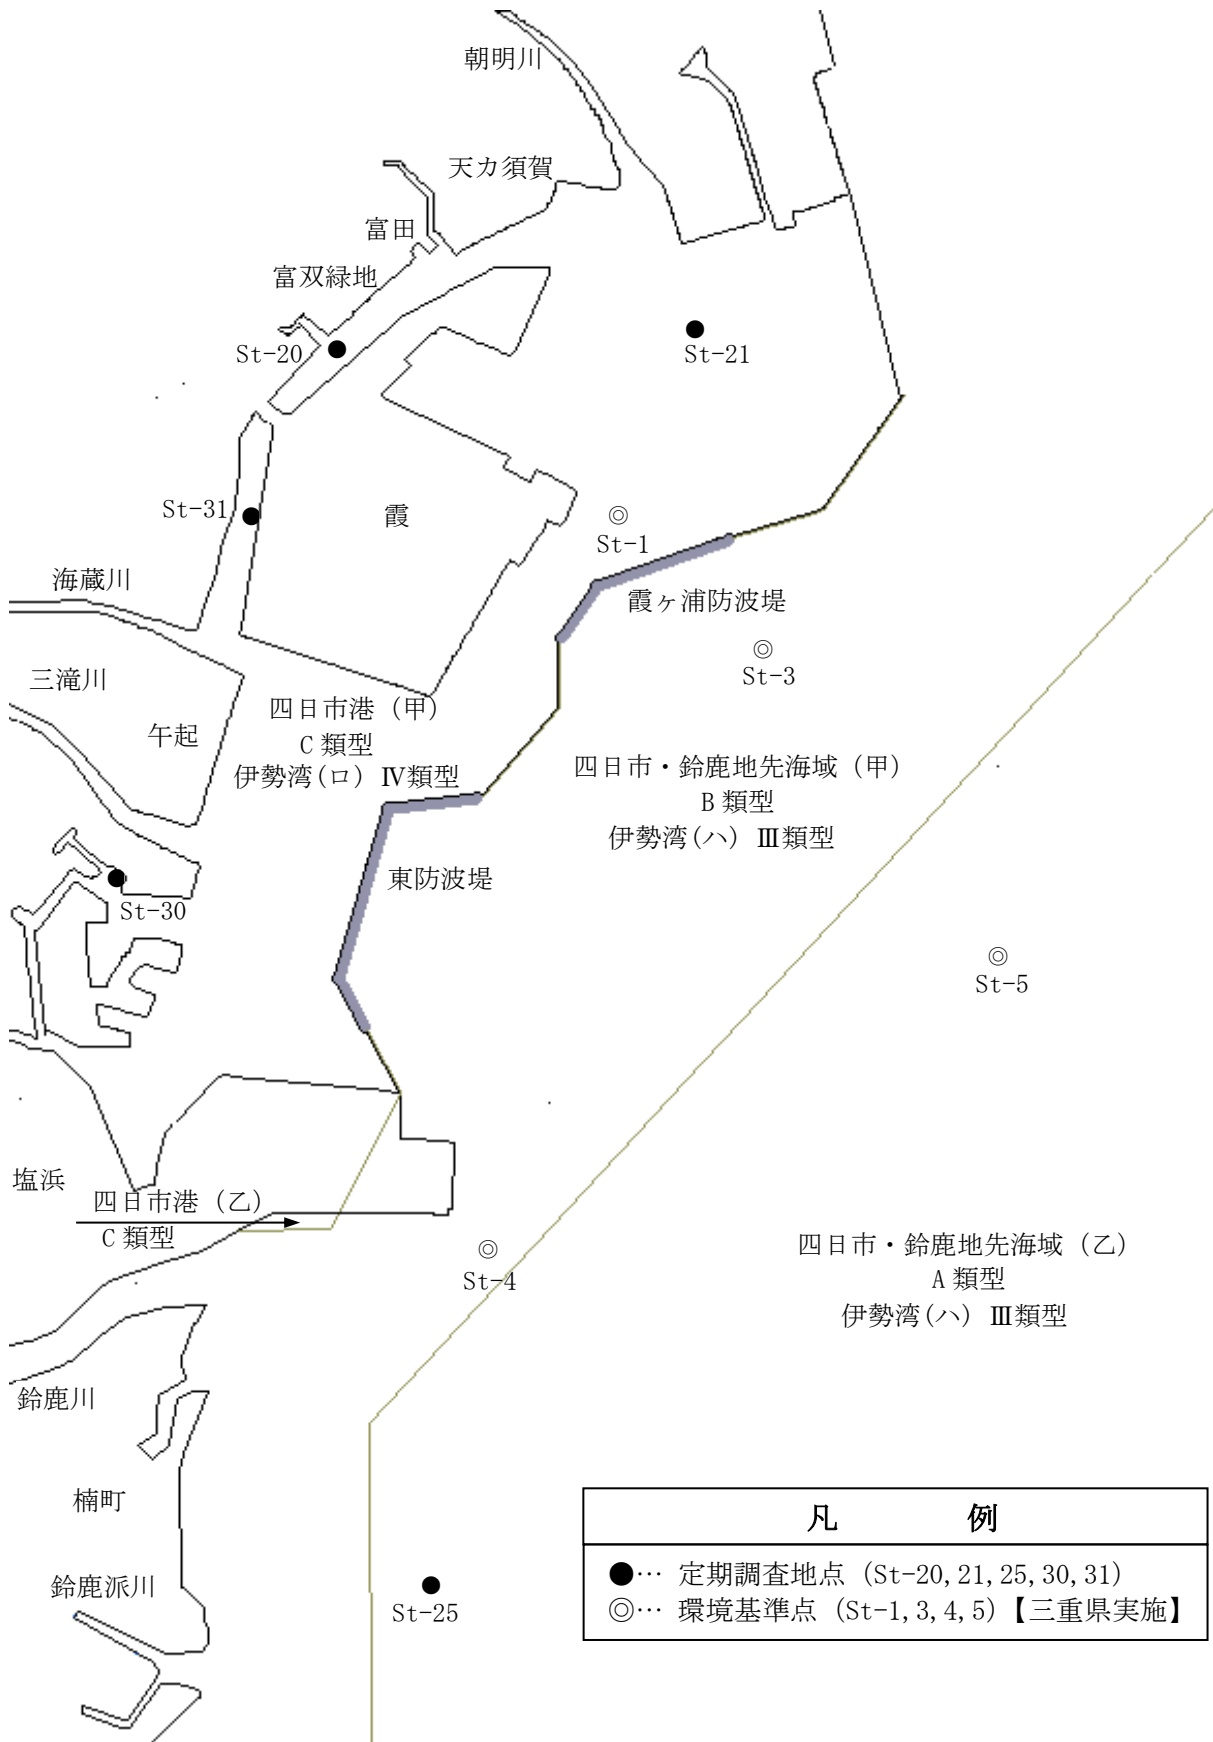 朝明川
天カ須賀
富田
富双緑地
St-20
St-21
St-31
霞
St-1
海蔵川
霞ヶ浦防波堤
St-3
三滝川
四日市港（甲）
C 類型
伊勢湾(ロ) Ⅳ類型
午起
四日市・鈴鹿地先海域（甲）
B 類型
伊勢湾(ハ) Ⅲ類型
東防波堤
St-30
St-5
塩浜
四日市港（乙）
C 類型
St-4
四日市・鈴鹿地先海域（乙）
A 類型
伊勢湾(ハ) Ⅲ類型
鈴鹿川
楠町
鈴鹿派川
St-25
凡　例
●… 定期調査地点（St-20, 21, 25, 30, 31）
◎… 環境基準点（St-1, 3, 4, 5）【三重県実施】